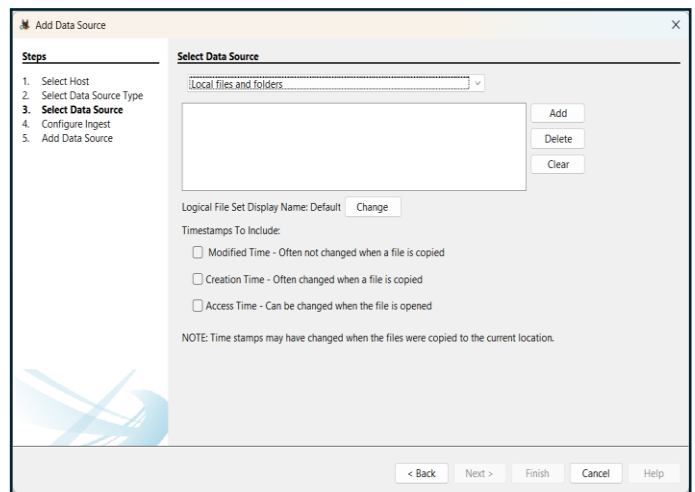 Add Data Source
Steps
1. Select Host
2. Select Data Source Type
3. Select Data Source
4. Configure Ingest
5. Add Data Source
Select Data Source
Local files and folders
Add
Delete
Clear
Logical File Set Display Name: Default Change
Timestamps To Include:
Modified Time - Often not changed when a file is copied
Creation Time - Often changed when a file is copied
Access Time - Can be changed when the file is opened
NOTE: Time stamps may have changed when the files were copied to the current location.
< Back Next > Finish Cancel Help